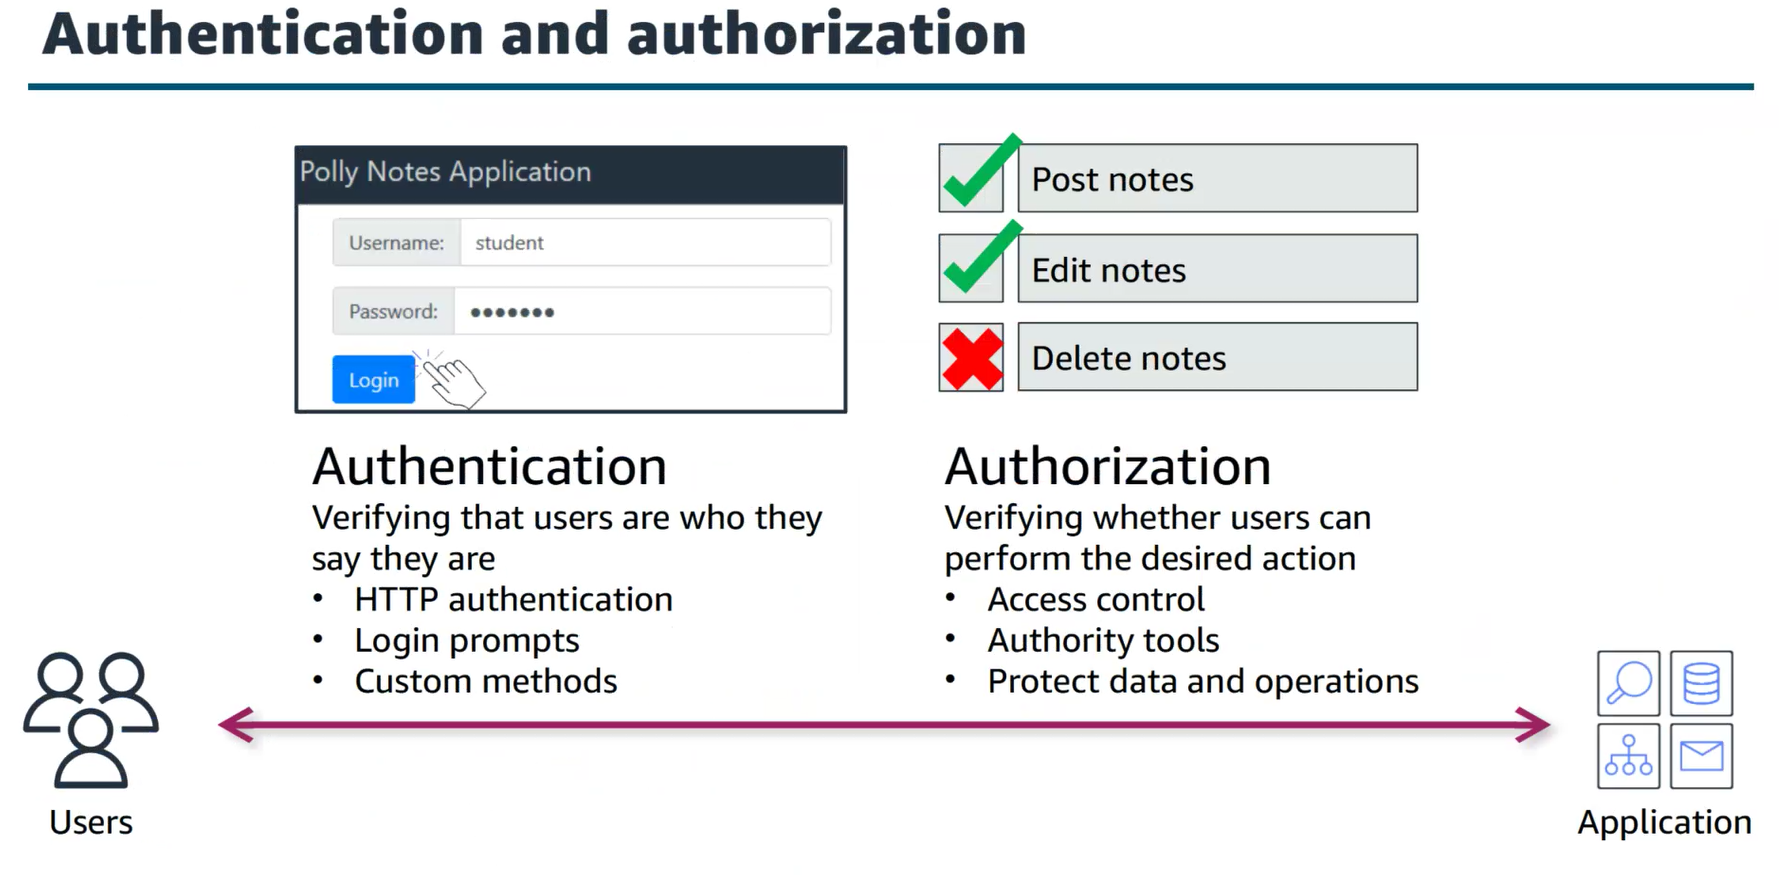 Authentication and authorization
Polly Notes Application
Username: student
Password: •••••••
Login
Post notes
Edit notes
Delete notes
Authentication
Verifying that users are who they
say they are
• HTTP authentication
• Login prompts
• Custom methods
Authorization
Verifying whether users can
perform the desired action
• Access control
• Authority tools
• Protect data and operations
Users
Application